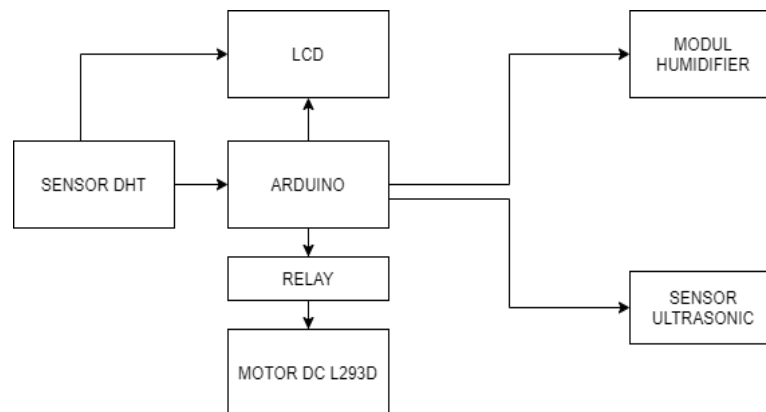 LCD
MODUL
HUMIDIFIER
SENSOR DHT
ARDUINO
RELAY
SENSOR
ULTRASONIC
MOTOR DC L293D